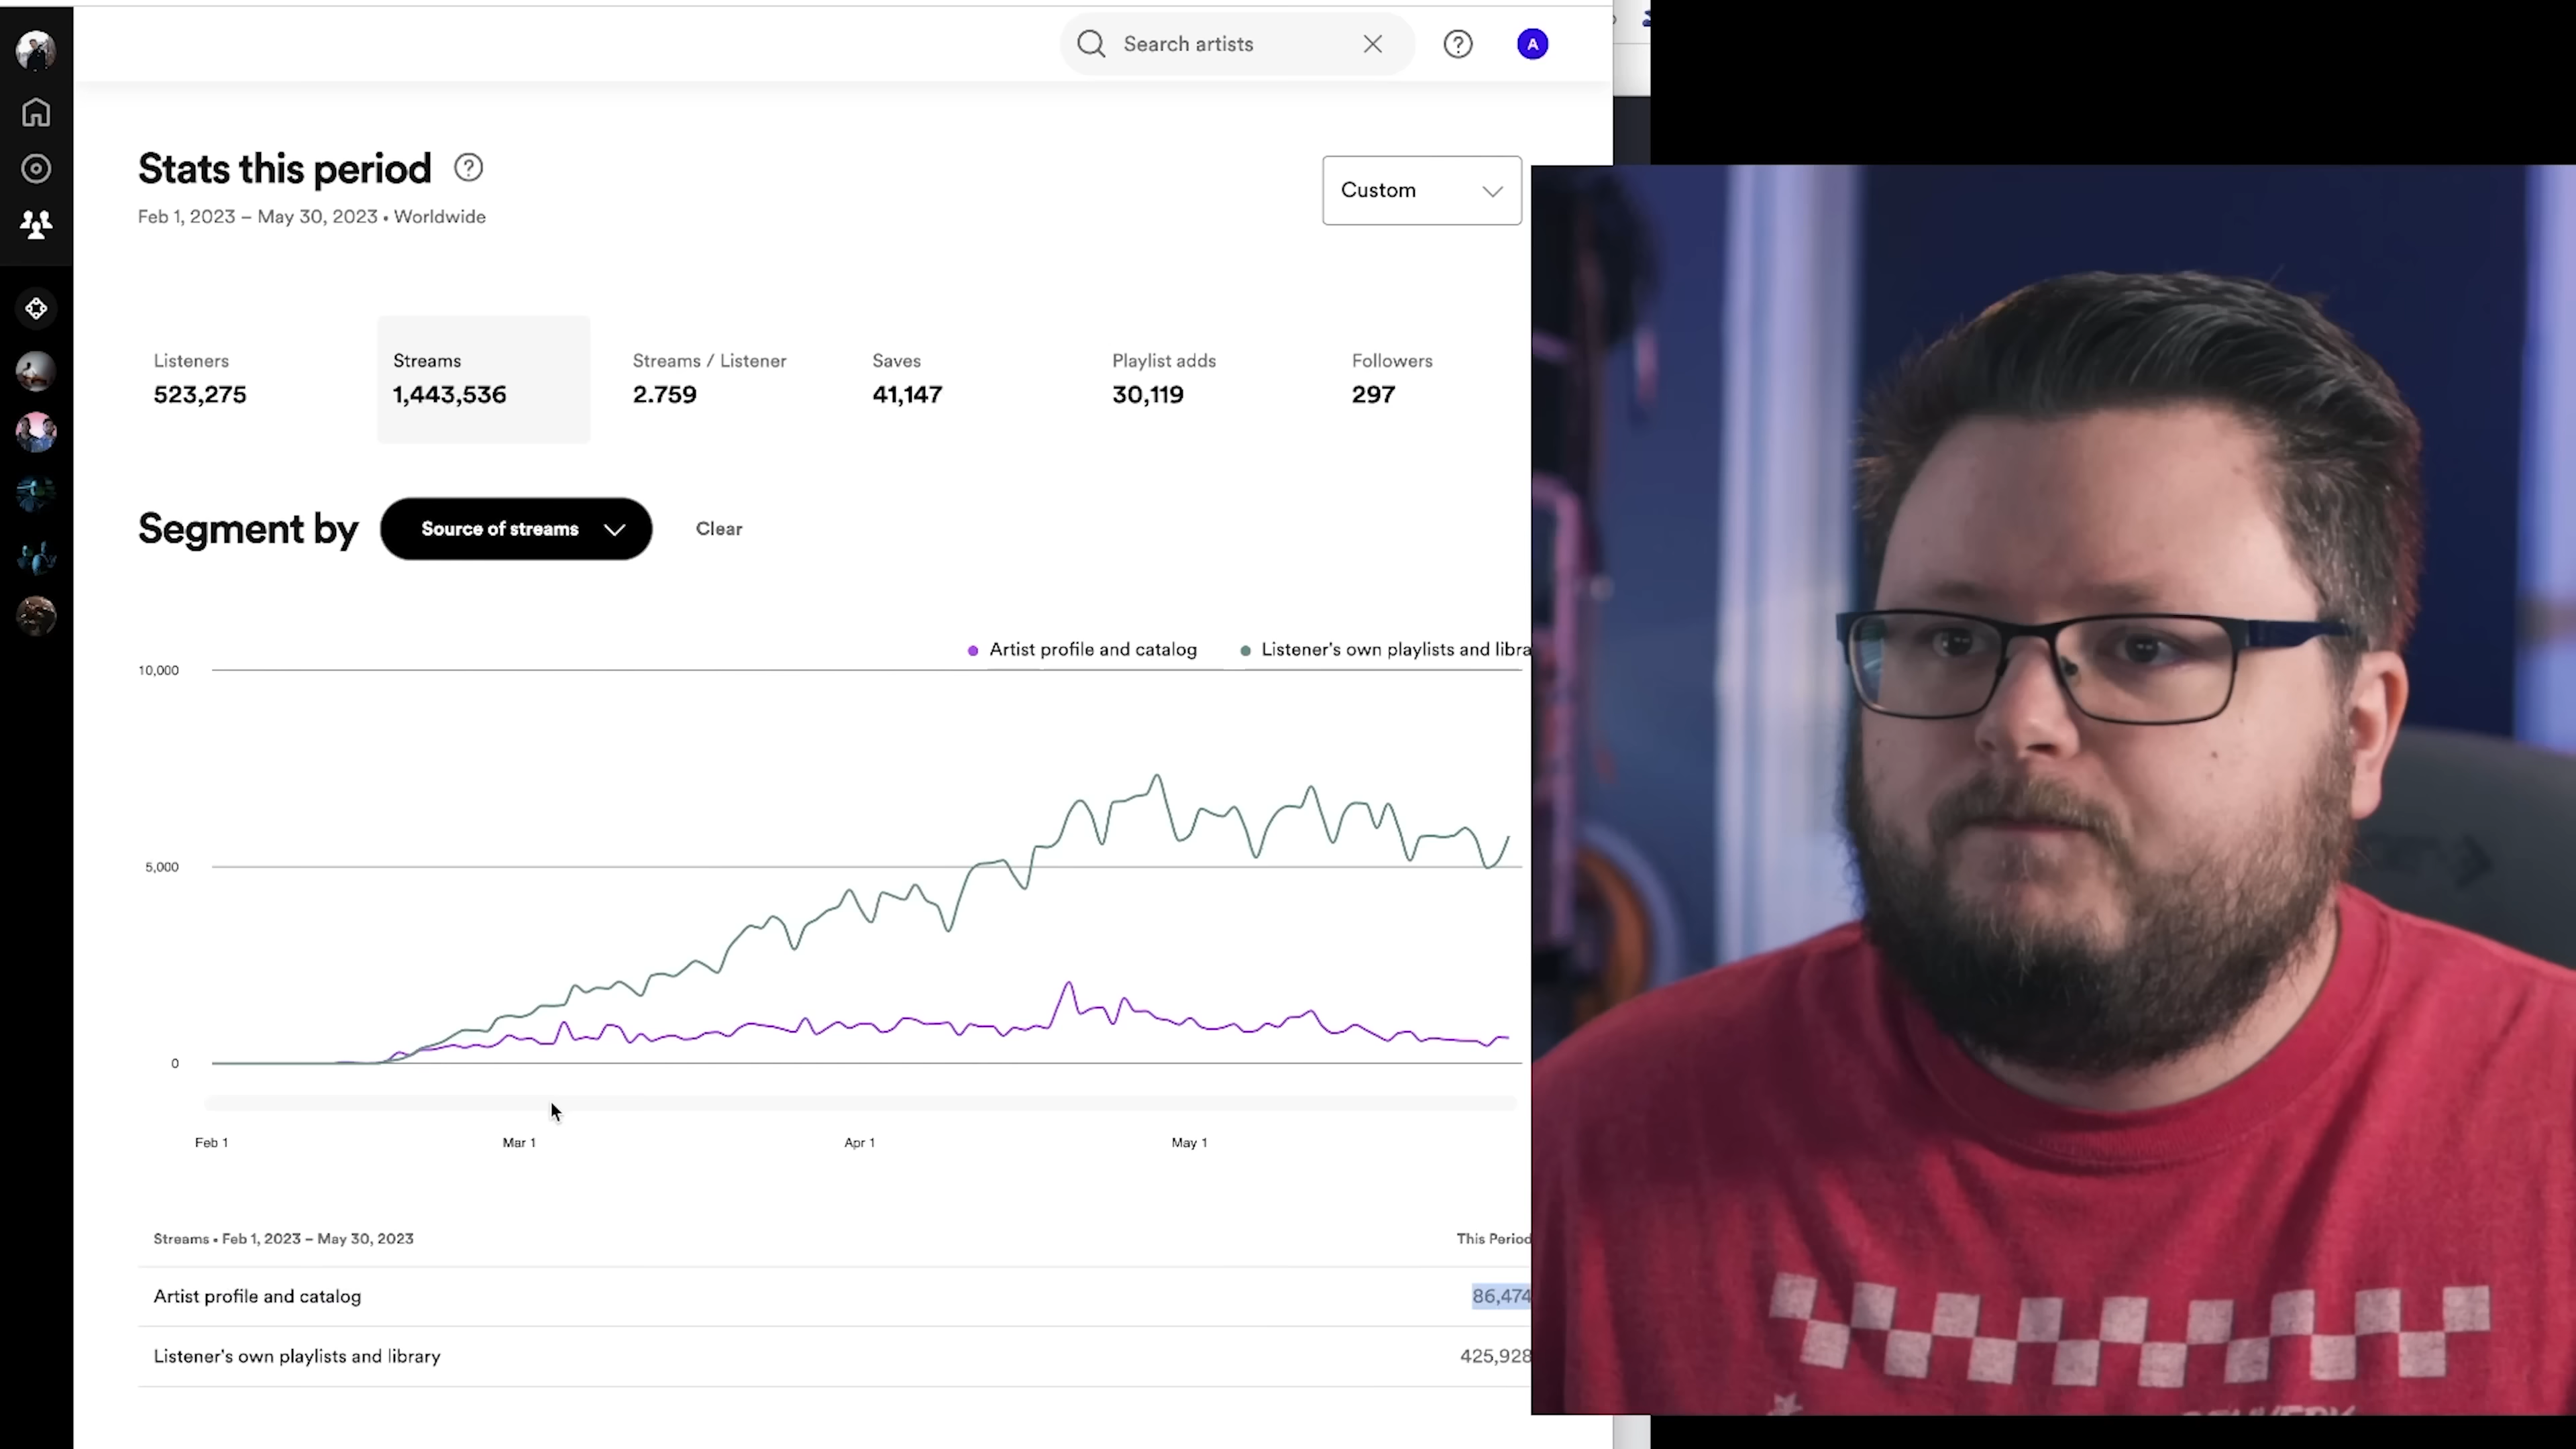 Search artists
A
Stats this period
Feb 1, 2023 – May 30, 2023 • Worldwide
Custom
Listeners
523,275
Streams
1,443,536
Streams / Listener
2.759
Saves
41,147
Playlist adds
30,119
Followers
297
Segment by
Source of streams
Clear
Artist profile and catalog
Listener's own playlists and libra
10,000
5,000
0
Feb 1
Mar 1
Apr 1
May 1
Streams • Feb 1, 2023 – May 30, 2023
This Period
Artist profile and catalog
86,474
Listener's own playlists and library
425,928